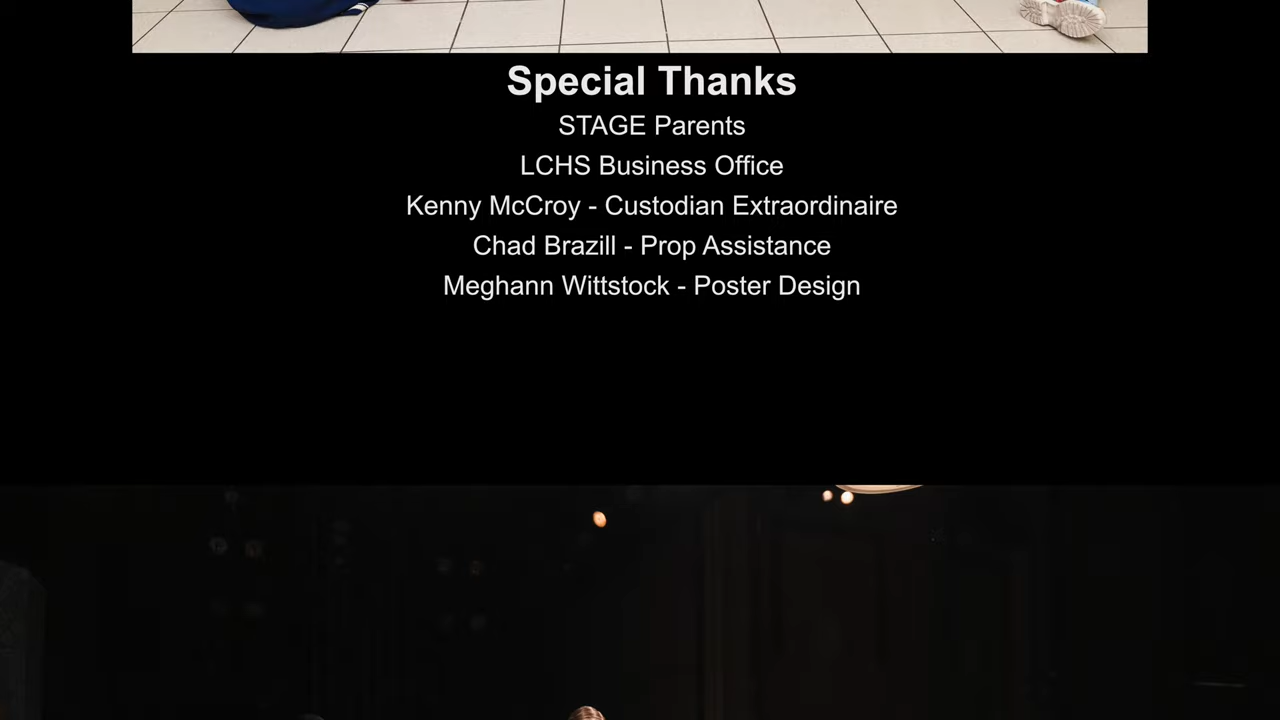 Special Thanks
STAGE Parents
LCHS Business Office
Kenny McCroy - Custodian Extraordinaire
Chad Brazill - Prop Assistance
Meghann Wittstock - Poster Design